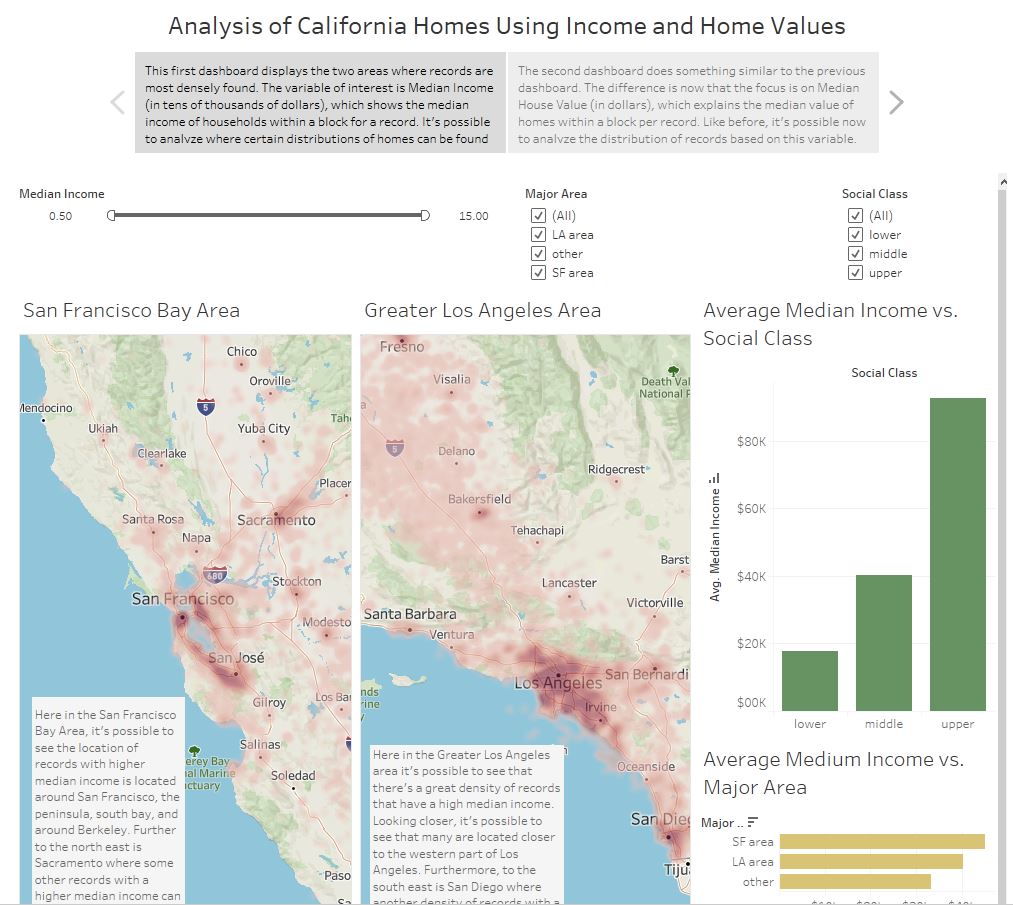 Analysis of California Homes Using Income and Home Values
This first dashboard displays the two areas where records are
most densely found. The variable of interest is Median Income
(in tens of thousands of dollars), which shows the median
income of households within a block for a record. It's possible
to analyze where certain distributions of homes can be found
The second dashboard does something similar to the previous
dashboard. The difference is now that the focus is on Median
House Value (in dollars), which explains the median value of
homes within a block per record. Like before, it's possible now
to analyze the distribution of records based on this variable.
Median Income
0.50
15.00
Major Area
(All)
LA area
other
SF area
Social Class
(All)
lower
middle
upper
San Francisco Bay Area
Chico
Oroville
5
Mendocino
Ukiah
Yuba City
Tah
Clearlake
Placer
Santa Rosa
Sacramento
Napa
680
Stockton
San Francisco
Modesto
San José
Gilroy
Los Ba
Salinas
erey Bay
al Marine
ctuary
Soledad
Paso
Sa
Here in the San Francisco
Bay Area, it's possible to
see the location of
records with higher
median income is located
around San Francisco, the
peninsula, south bay, and
around Berkeley. Further
to the north east is
Sacramento where some
other records with a
higher median income can
Greater Los Angeles Area
Fresno
Visalia
Death Val
National P
5
Delano
Ridgecrest
Bakersfield
Tehachapi
Barst
Lancaster
Victorville
Santa Barbara
Ventura
Los Angeles
San Bernardi
nds
rine
Irvine
Oceanside
San Dieg
Tiju
Here in the Greater Los Angeles
area it's possible to see that
there's a great density of records
that have a high median income.
Looking closer, it's possible to
see that many are located closer
to the western part of Los
Angeles. Furthermore, to the
south east is San Diego where
another density of records with a
Average Median Income vs.
Social Class
Social Class
Avg. Median Income
$80K
$60K
$40K
$20K
$00K
lower
middle
upper
Average Medium Income vs.
Major Area
Major ..
SF area
LA area
other